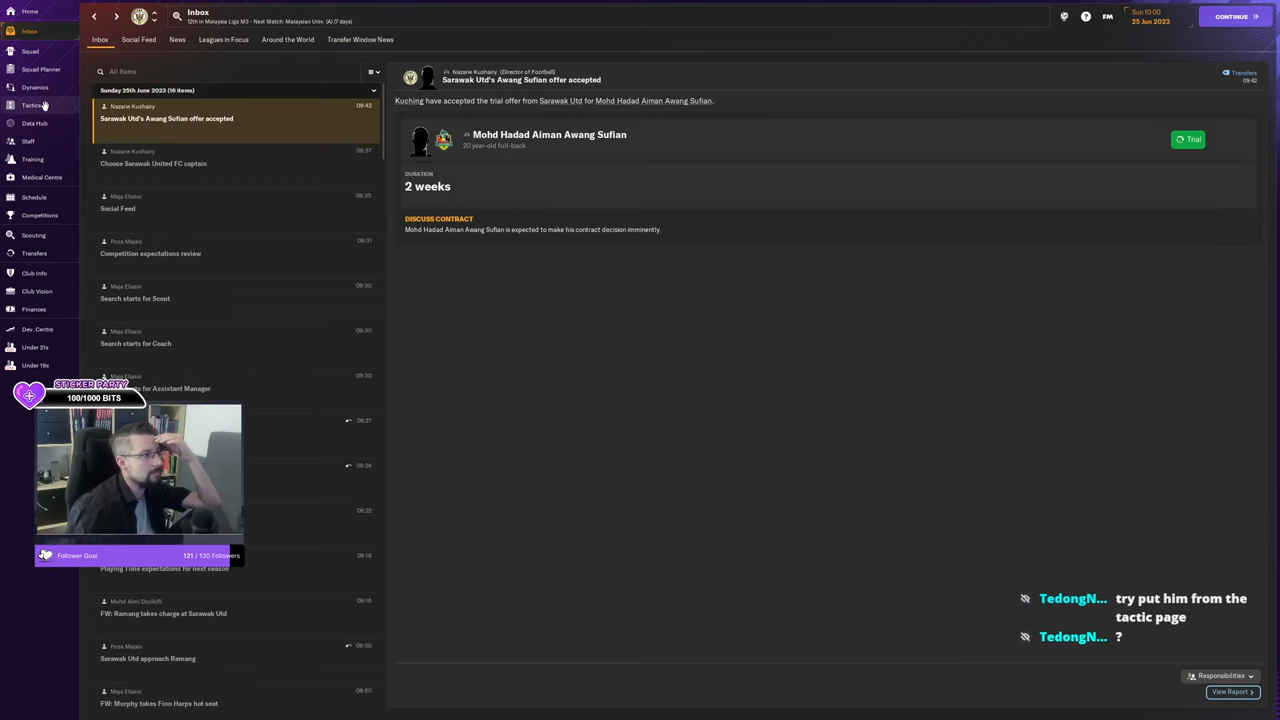 Home
Inbox
Squad
Squad Planner
Dynamics
Tactics
Data Hub
Staff
Training
Medical Centre
Schedule
Competitions
Scouting
Transfers
Club Info
Club Vision
Finances
Dev. Centre
Under 21s
Under 19s
Inbox
12th in Malaysia Liga M3 - Next Match: Malaysian Univ. (A) (7 days)
FM
Sun 10:00
25 Jun 2023
CONTINUE
Inbox
Social Feed
News
Leagues in Focus
Around the World
Transfer Window News
All Items
Sunday 25th June 2023 (16 items)
Nazarie Kushairy 09:42
Sarawak Utd's Awang Sufian offer accepted
Nazarie Kushairy 09:37
Choose Sarawak United FC captain
Maja Eliassi 09:35
Social Feed
Posa Majais 09:31
Competition expectations review
Maja Eliassi 09:30
Search starts for Scout
Maja Eliassi 09:30
Search starts for Coach
Maja Eliassi 09:30
ts for Assistant Manager
09:27
09:24
09:22
09:18
Playing Time expectations for next season
Muhd Almi Dzulkifli 09:16
FW: Ramang takes charge at Sarawak Utd
Posa Majais 09:00
Sarawak Utd approach Ramang
Maja Eliassi 08:50
FW: Murphy takes Finn Harps hot seat
Nazarie Kushairy (Director of Football)
Sarawak Utd's Awang Sufian offer accepted
Transfers
09:42
Kuching have accepted the trial offer from Sarawak Utd for Mohd Hadad Aiman Awang Sufian.
Mohd Hadad Aiman Awang Sufian
20 year-old full-back
Trial
DURATION
2 weeks
DISCUSS CONTRACT
Mohd Hadad Aiman Awang Sufian is expected to make his contract decision imminently.
STICKER PARTY
100/1000 BITS
Follower Goal 121 / 130 Followers
TedongN... try put him from the
tactic page
TedongN... ?
Responsibilities
View Report